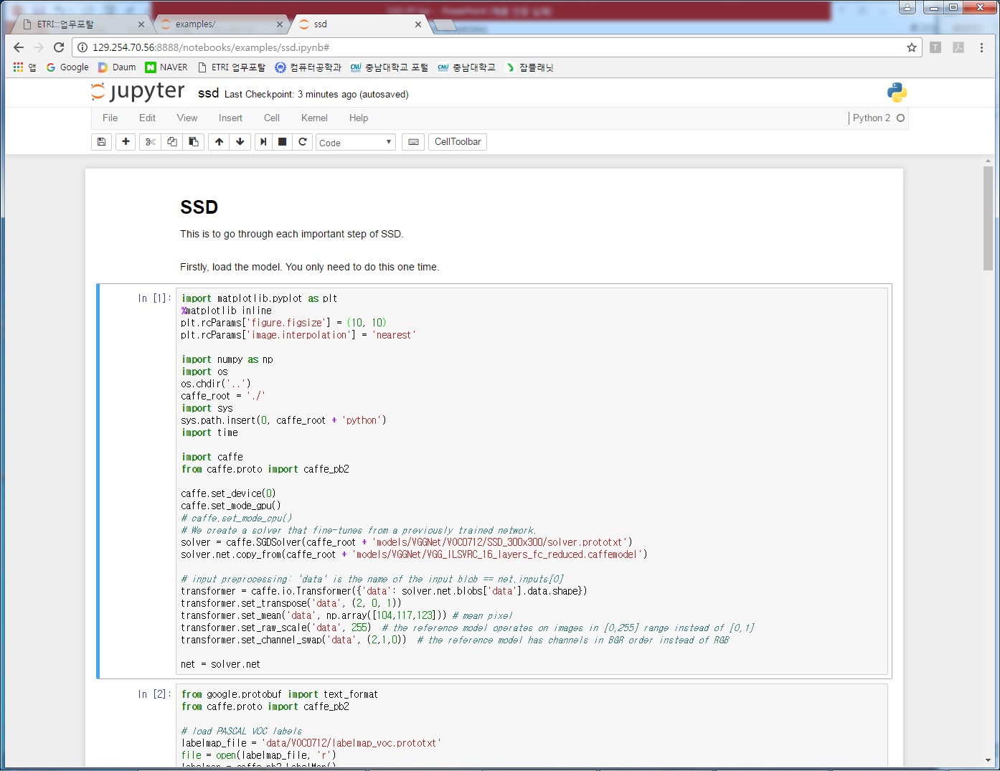 ETRI:::업무포탈
examples/
ssd
129.254.70.56:8888/notebooks/examples/ssd.ipynb#
앱 Google Daum NAVER ETRI 업무포탈 컴퓨터공학과 충남대학교 포털 충남대학교 잡플래닛
jupyter ssd Last Checkpoint: 3 minutes ago (autosaved)
File Edit View Insert Cell Kernel Help Python 2
Code CellToolbar
SSD
This is to go through each important step of SSD.
Firstly, load the model. You only need to do this one time.
In [1]: import matplotlib.pyplot as plt
%matplotlib inline
plt.rcParams['figure.figsize'] = (10, 10)
plt.rcParams['image.interpolation'] = 'nearest'
import numpy as np
import os
os.chdir('..')
caffe_root = './'
import sys
sys.path.insert(0, caffe_root + 'python')
import time
import caffe
from caffe.proto import caffe_pb2
caffe.set_device(0)
caffe.set_mode_gpu()
# caffe.set_mode_cpu()
# We create a solver that fine-tunes from a previously trained network.
solver = caffe.SGDSolver(caffe_root + 'models/VGGNet/VOC0712/SSD_300x300/solver.prototxt')
solver.net.copy_from(caffe_root + 'models/VGGNet/VGG_ILSVRC_16_layers_fc_reduced.caffemodel')
# input preprocessing: 'data' is the name of the input blob == net.inputs[0]
transformer = caffe.io.Transformer({'data': solver.net.blobs['data'].data.shape})
transformer.set_transpose('data', (2, 0, 1))
transformer.set_mean('data', np.array([104,117,123])) # mean pixel
transformer.set_raw_scale('data', 255)  # the reference model operates on images in [0,255] range instead of [0,1]
transformer.set_channel_swap('data', (2,1,0))  # the reference model has channels in BGR order instead of RGB
net = solver.net
In [2]: from google.protobuf import text_format
from caffe.proto import caffe_pb2
# load PASCAL VOC labels
labelmap_file = 'data/VOC0712/labelmap_voc.prototxt'
file = open(labelmap_file, 'r')
labelmap = caffe_pb2.LabelMap()